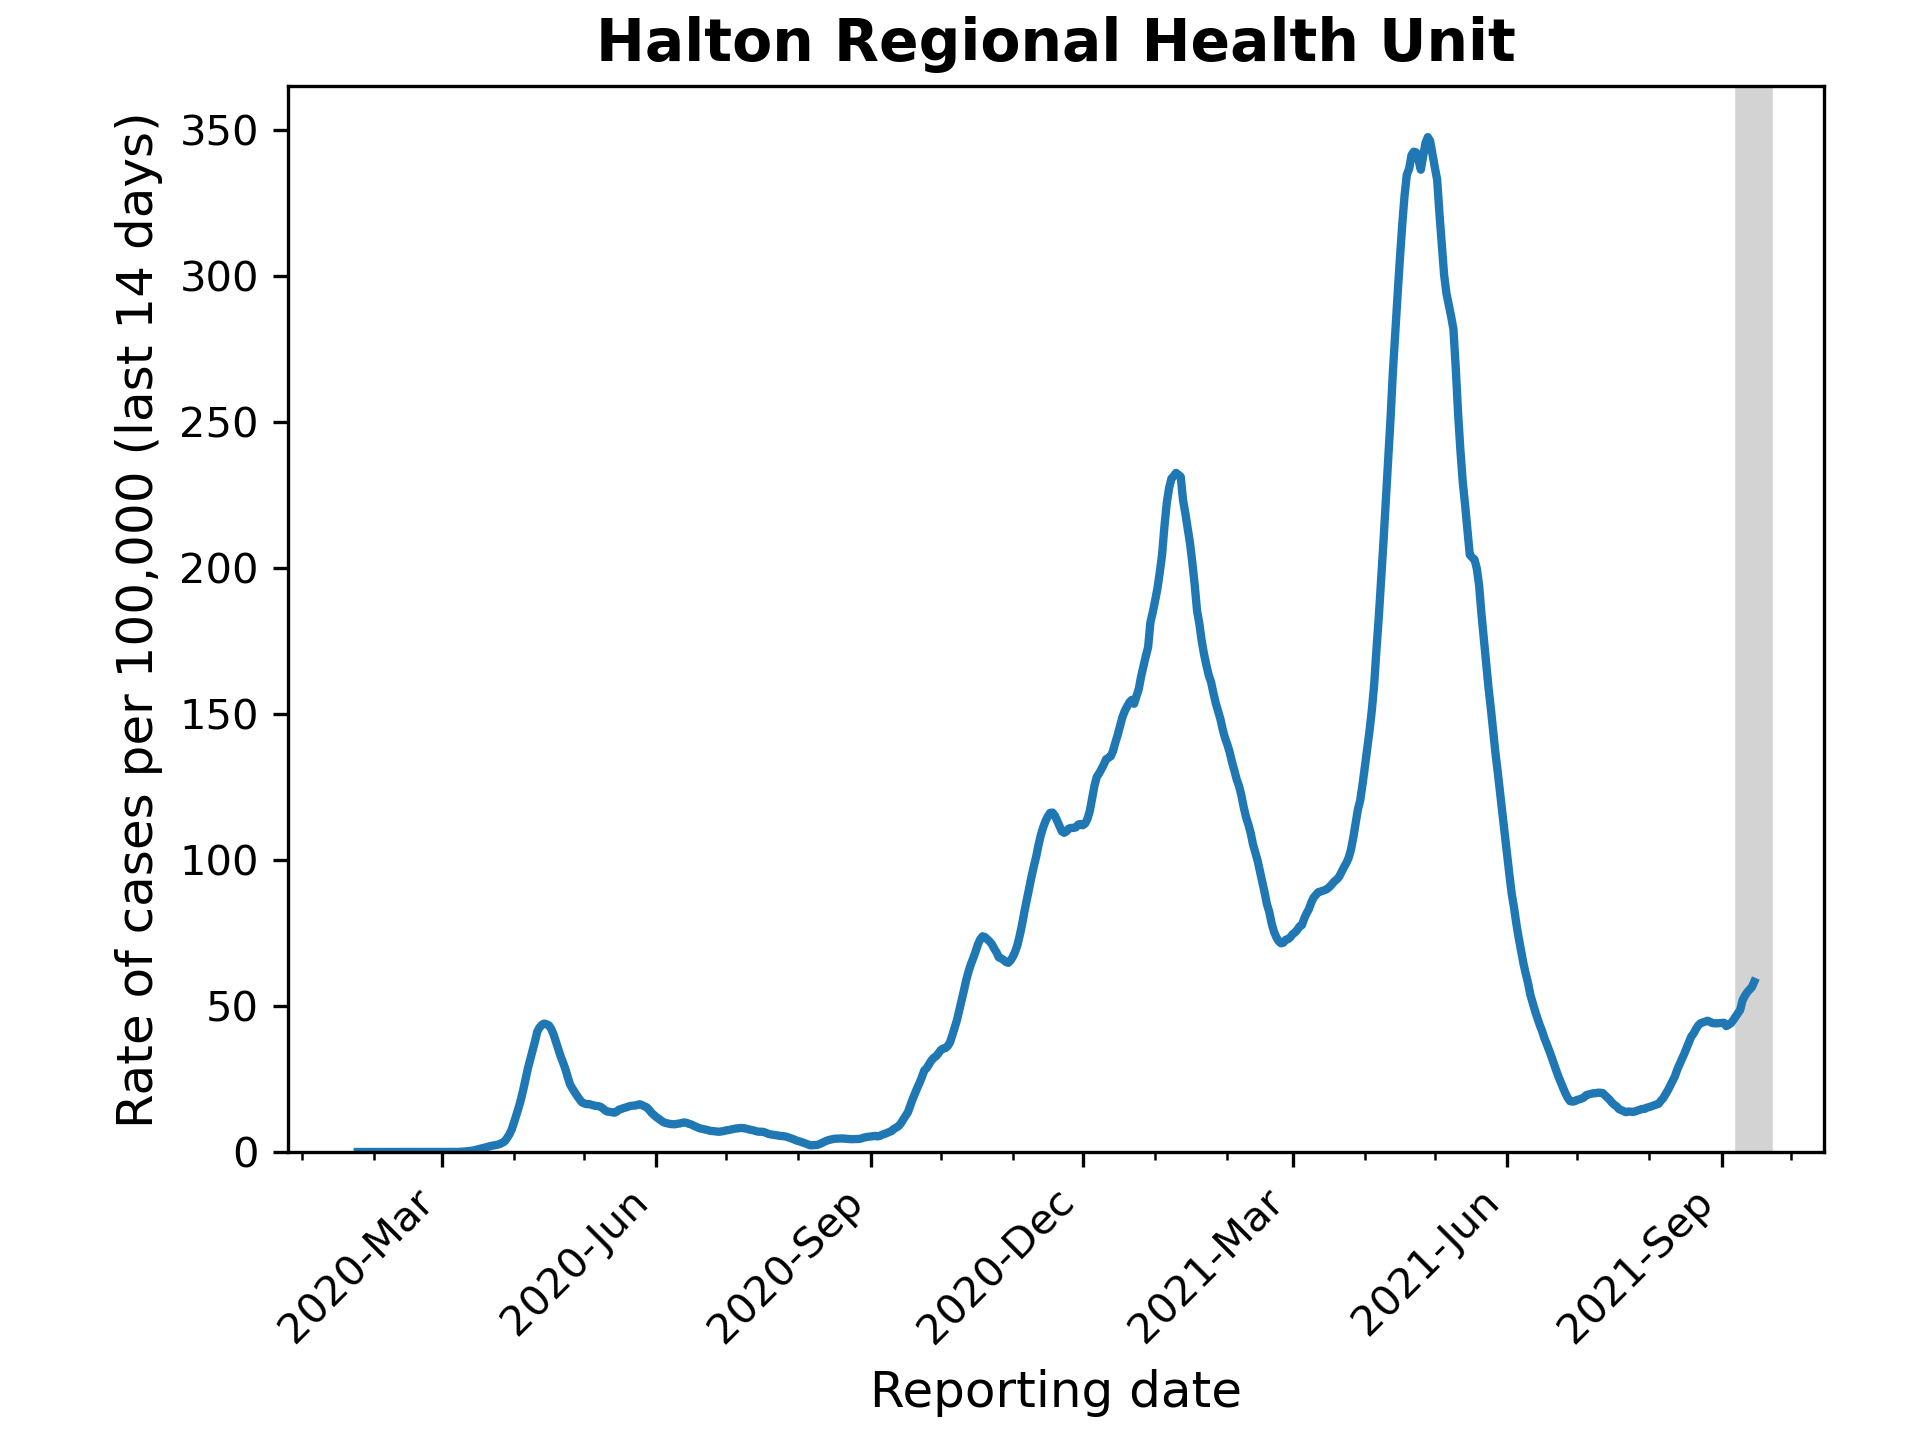 Halton Regional Health Unit
Rate of cases per 100,000 (last 14 days)
350
300
250
200
150
100
50
0
2020-Mar
2020-Jun
2020-Sep
2020-Dec
2021-Mar
2021-Jun
2021-Sep
Reporting date